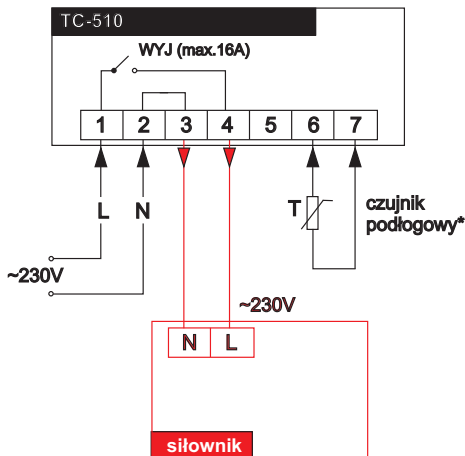 TC-510
WYJ (max.16A)
1 2 3 4 5 6 7
L N
T
czujnik
podłogowy*
~230V
~230V
N L
siłownik